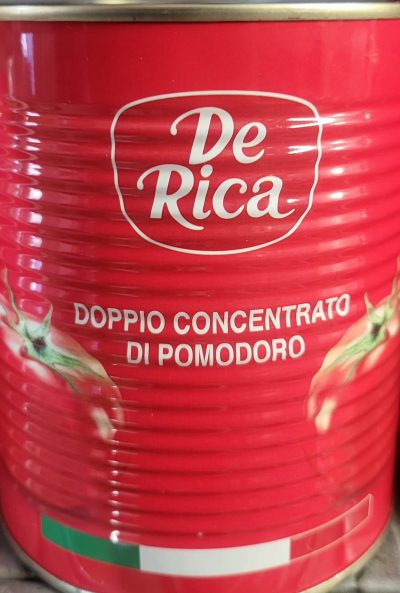 De
Rica
DOPPIO CONCENTRATO
DI POMODORO